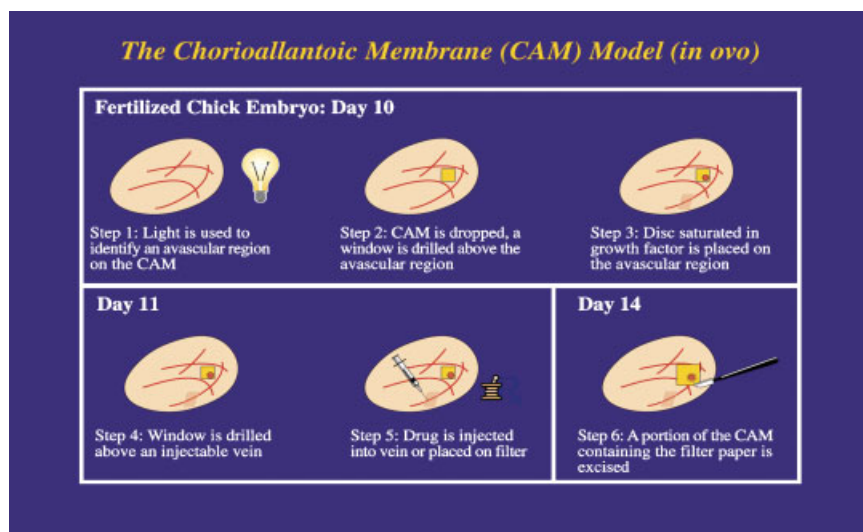 The Chorioallantoic Membrane (CAM) Model (in ovo)
Fertilized Chick Embryo: Day 10
Step 1: Light is used to
identify an avascular region
on the CAM
Step 2: CAM is dropped, a
window is drilled above the
avascular region
Step 3: Disc saturated in
growth factor is placed on
the avascular region
Day 11
Step 4: Window is drilled
above an injectable vein
Step 5: Drug is injected
into vein or placed on filter
Day 14
Step 6: A portion of the CAM
containing the filter paper is
excised